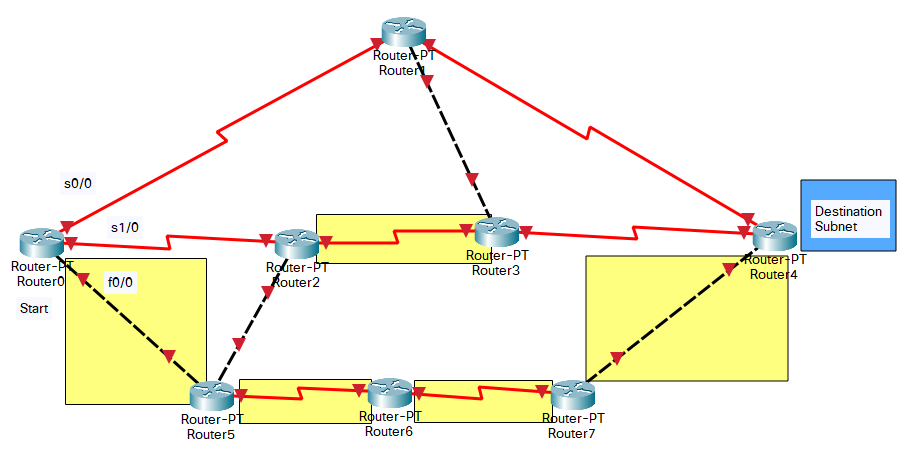 Router-PT
Router1
s0/0
s1/0
Router-PT
Router0
Start
f0/0
Router-PT
Router2
Router-PT
Router3
Router-PT
Router4
Destination
Subnet
Router-PT
Router5
Router-PT
Router6
Router-PT
Router7